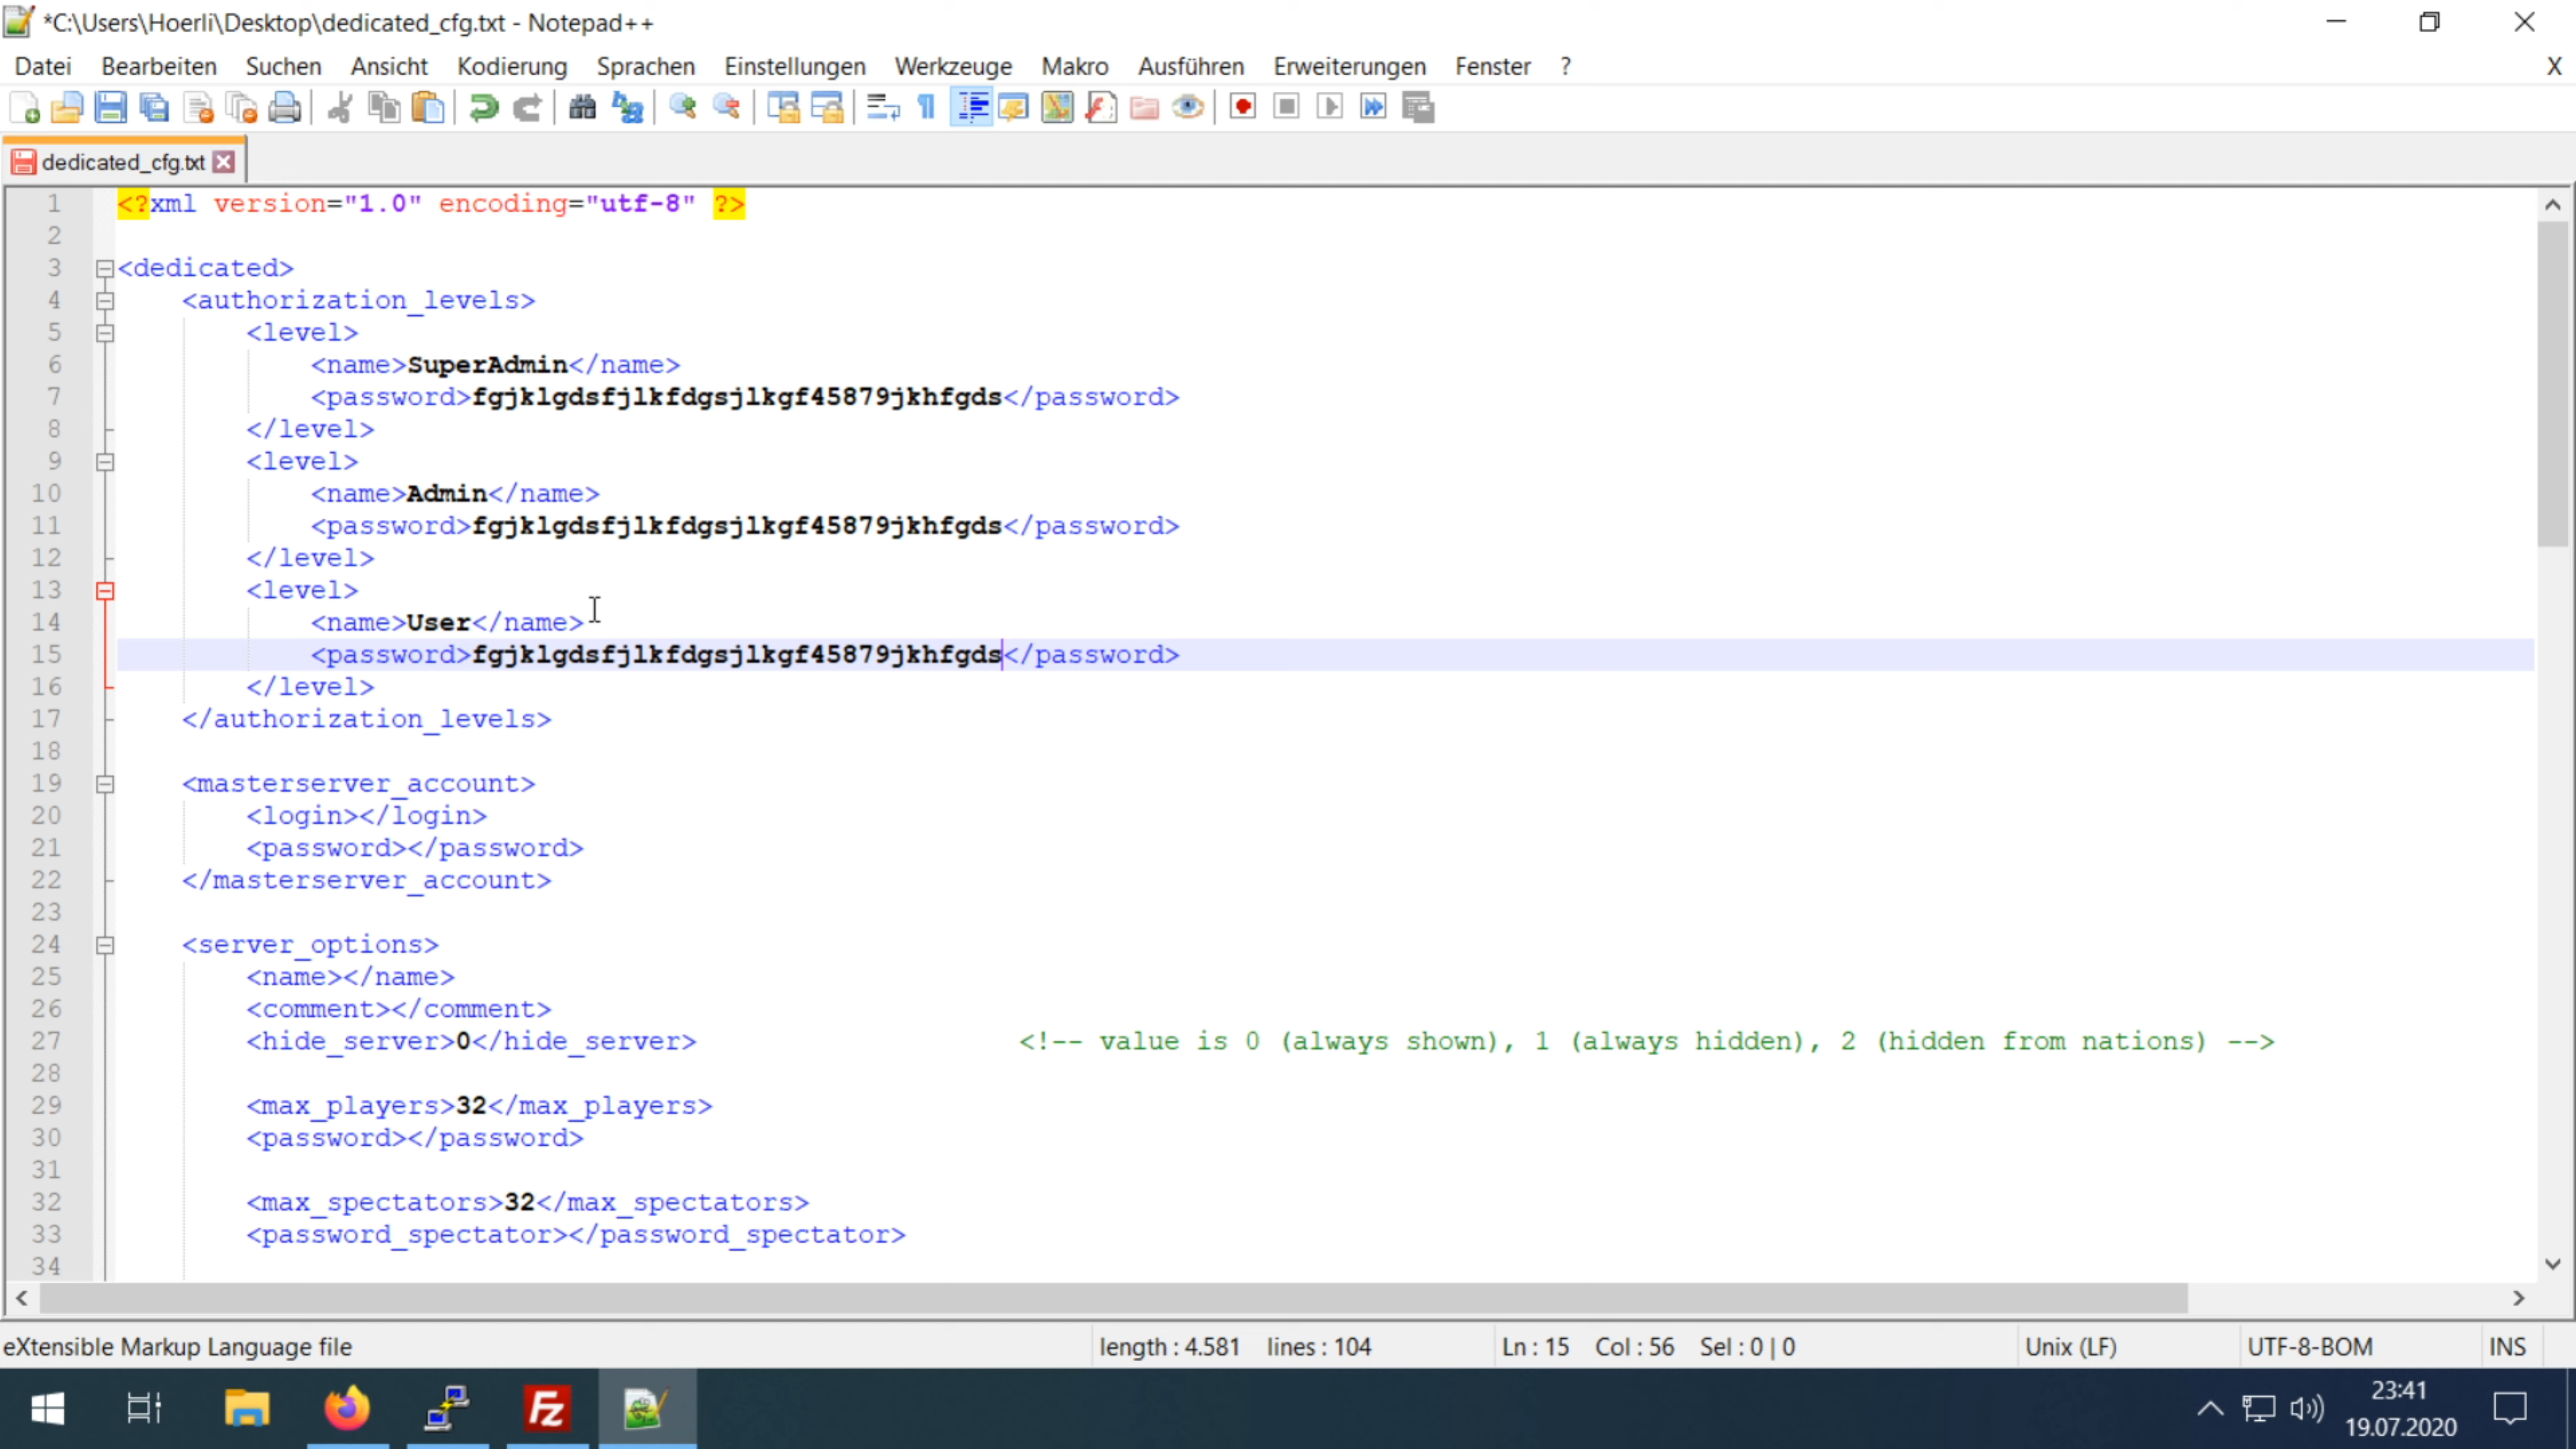 *C:\Users\Hoerli\Desktop\dedicated_cfg.txt - Notepad++
Datei Bearbeiten Suchen Ansicht Kodierung Sprachen Einstellungen Werkzeuge Makro Ausführen Erweiterungen Fenster ? X
dedicated_cfg.txt
1 <?xml version="1.0" encoding="utf-8" ?>
2
3 <dedicated>
4 <authorization_levels>
5 <level>
6 <name>SuperAdmin</name>
7 <password>fgjklgdsfjlkfdgsjlkgf45879jkhfgds</password>
8 </level>
9 <level>
10 <name>Admin</name>
11 <password>fgjklgdsfjlkfdgsjlkgf45879jkhfgds</password>
12 </level>
13 <level>
14 <name>User</name>
15 <password>fgjklgdsfjlkfdgsjlkgf45879jkhfgds</password>
16 </level>
17 </authorization_levels>
18
19 <masterserver_account>
20 <login></login>
21 <password></password>
22 </masterserver_account>
23
24 <server_options>
25 <name></name>
26 <comment></comment>
27 <hide_server>0</hide_server> <!-- value is 0 (always shown), 1 (always hidden), 2 (hidden from nations) -->
28
29 <max_players>32</max_players>
30 <password></password>
31
32 <max_spectators>32</max_spectators>
33 <password_spectator></password_spectator>
34
eXtensible Markup Language file length : 4.581 lines : 104 Ln : 15 Col : 56 Sel : 0 | 0 Unix (LF) UTF-8-BOM INS
23:41
19.07.2020